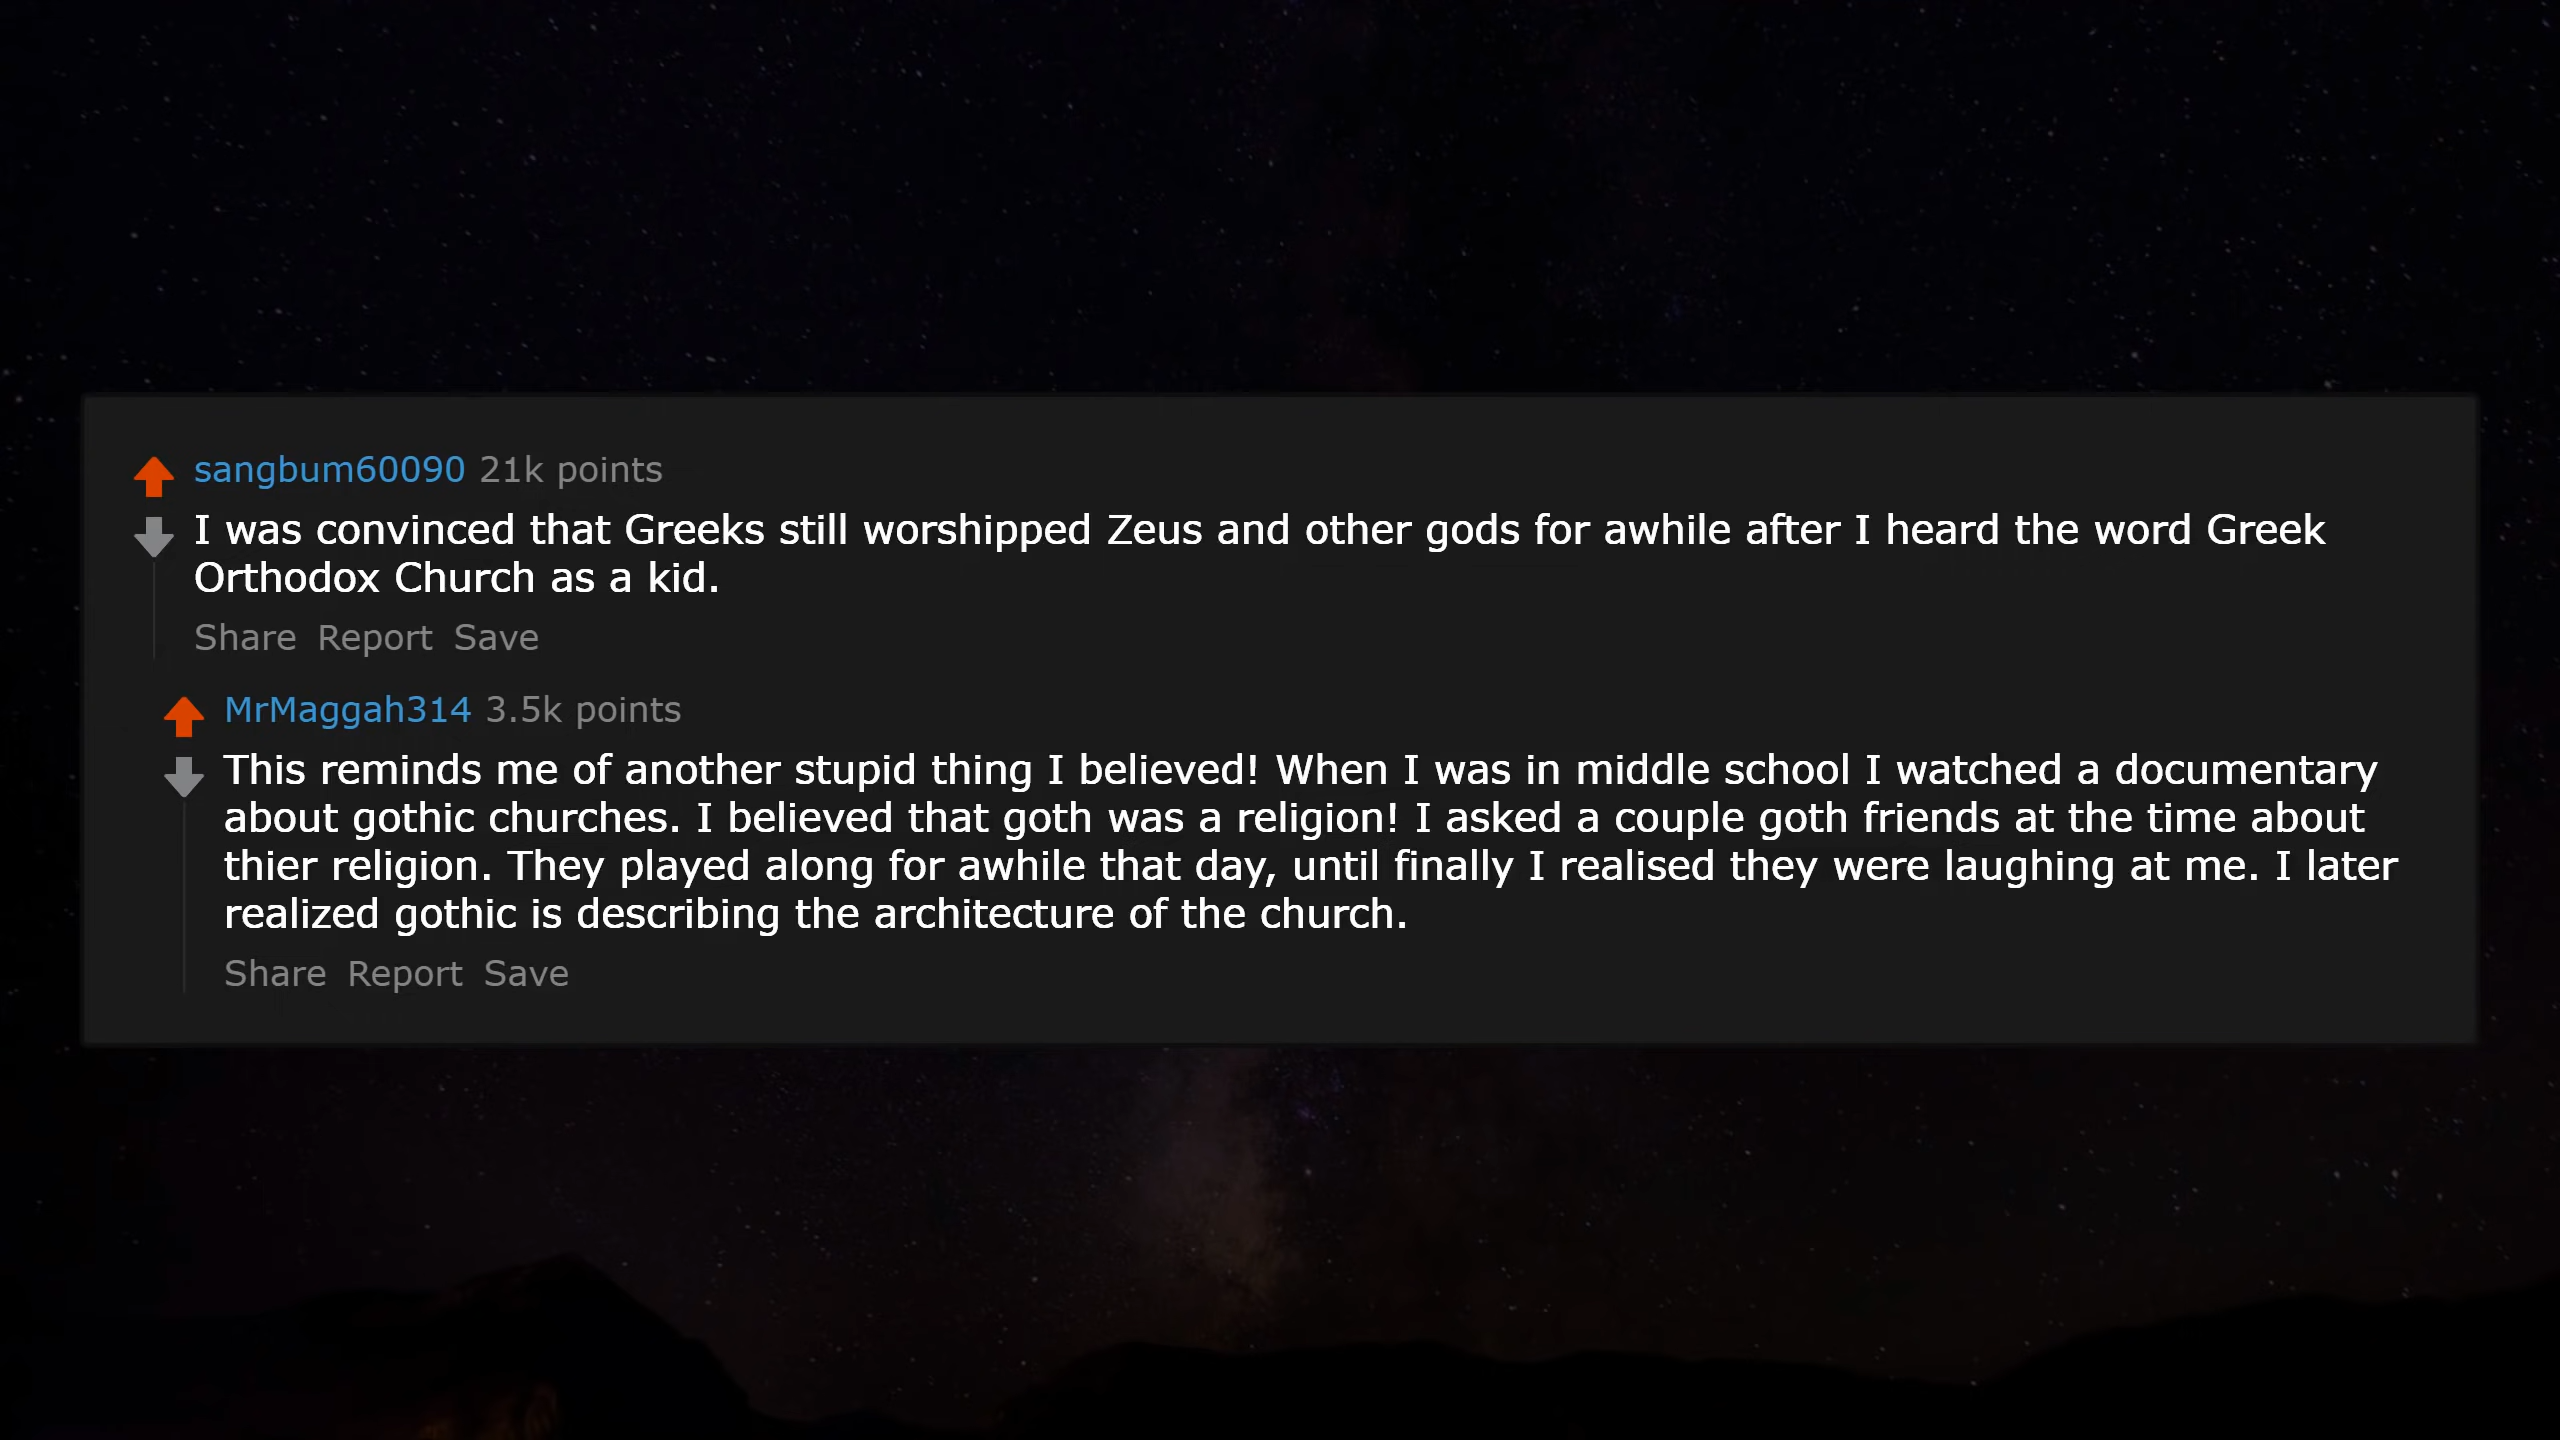 sangbum60090 21k points
I was convinced that Greeks still worshipped Zeus and other gods for awhile after I heard the word Greek
Orthodox Church as a kid.
Share Report Save
MrMaggah314 3.5k points
This reminds me of another stupid thing I believed! When I was in middle school I watched a documentary
about gothic churches. I believed that goth was a religion! I asked a couple goth friends at the time about
thier religion. They played along for awhile that day, until finally I realised they were laughing at me. I later
realized gothic is describing the architecture of the church.
Share Report Save